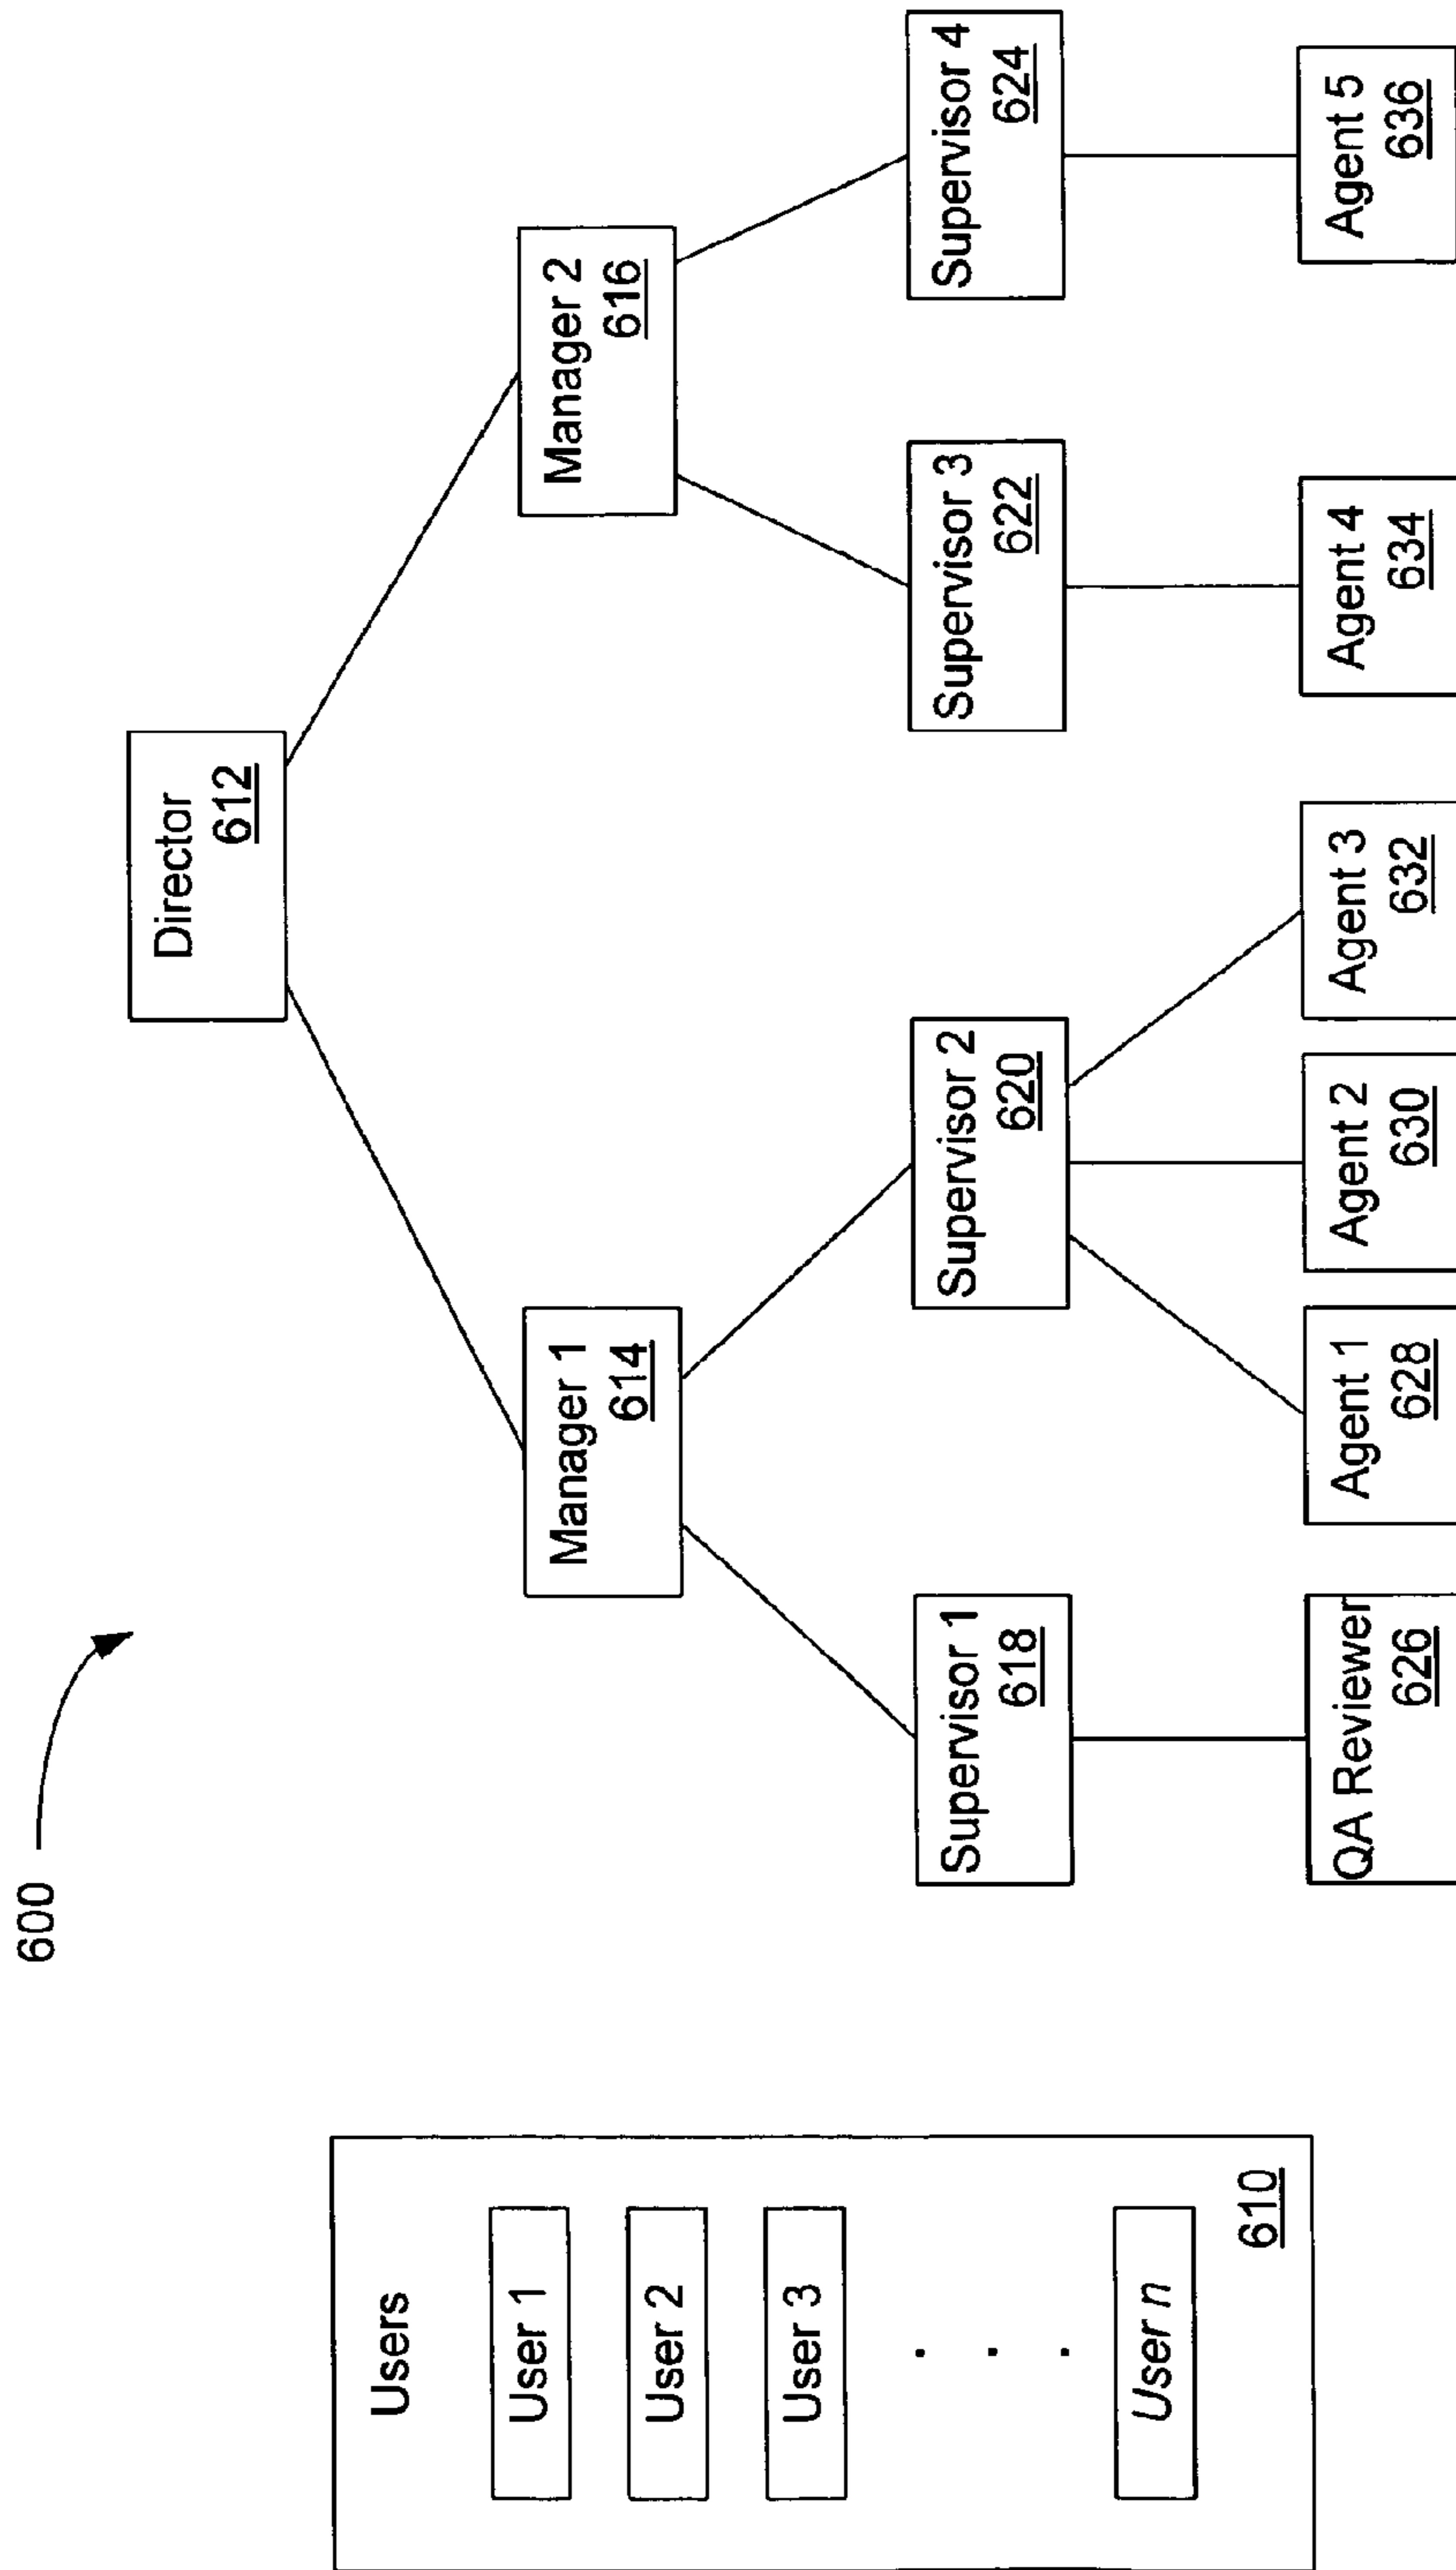 600
Users
User 1
User 2
User 3
.
.
.
User n
610
Director
612
Manager 1
614
Manager 2
616
Supervisor 1
618
Supervisor 2
620
Supervisor 3
622
Supervisor 4
624
QA Reviewer
626
Agent 1
628
Agent 2
630
Agent 3
632
Agent 4
634
Agent 5
636